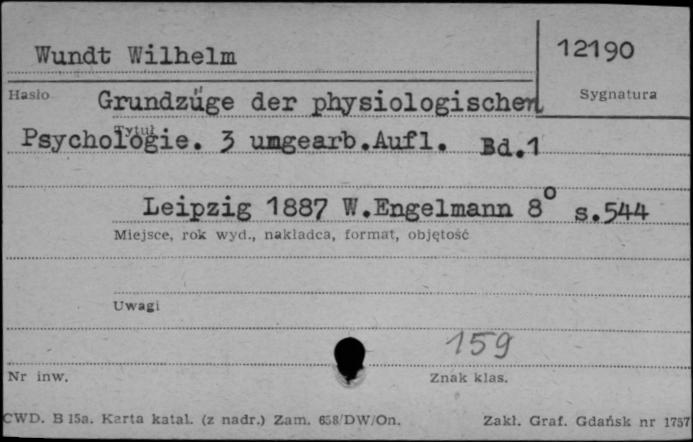 Wundt Wilhelm
12190
Hasło
Sygnatura
Grundzüge der physiologischen
Tytuł
Psychologie. 3 umgearb.Aufl. Bd.1
Leipzig 1887 W.Engelmann 8° s.544
Miejsce, rok wyd., nakładca, format, objętość
Uwagi
159
Nr inw.
Znak klas.
CWD. B 15a. Karta katal. (z nadr.) Zam. 658/DW/On.
Zakł. Graf. Gdańsk nr 1757